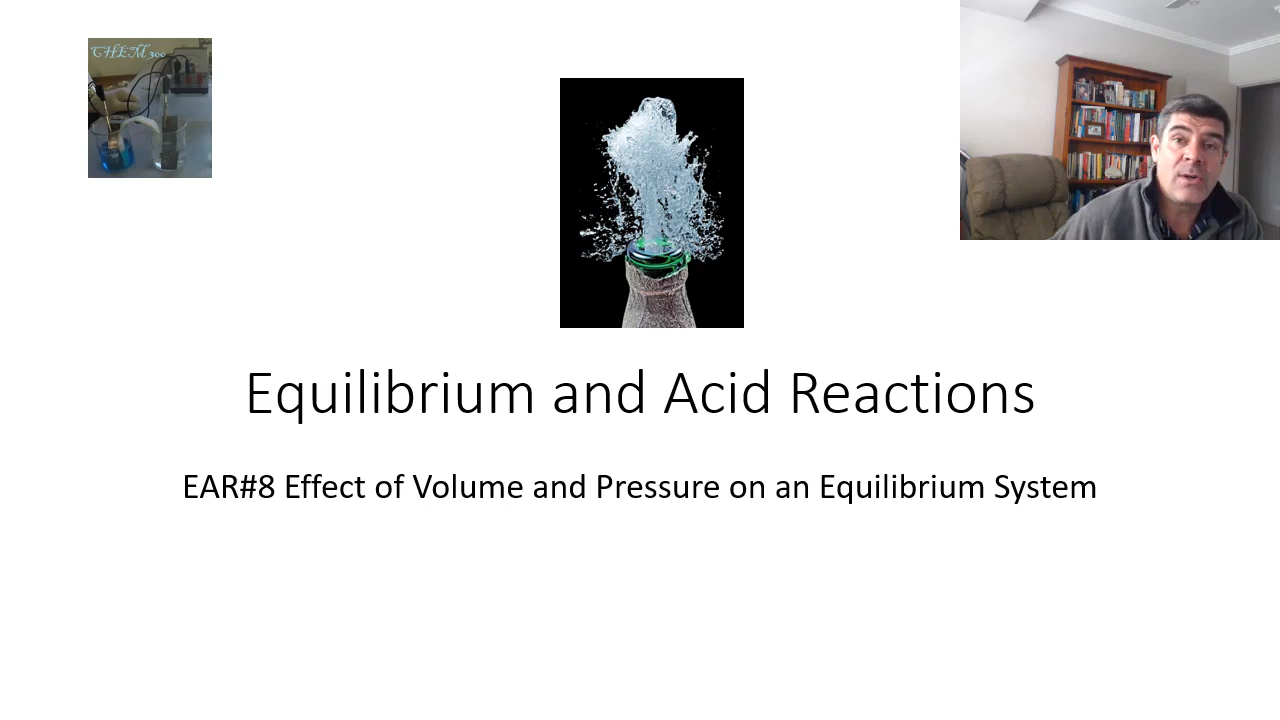 CHEM 300
Equilibrium and Acid Reactions
EAR#8 Effect of Volume and Pressure on an Equilibrium System